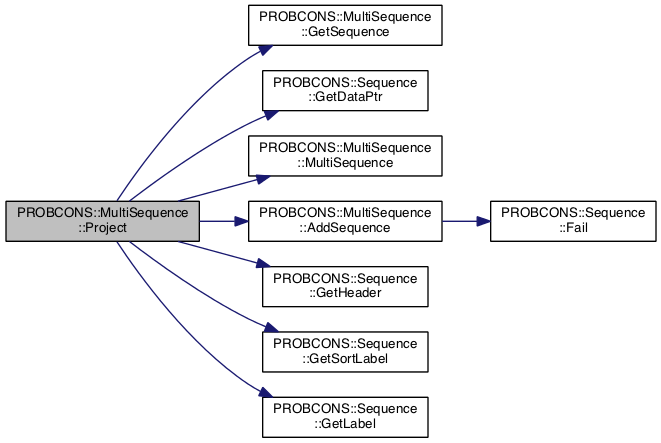 PROBCONS::MultiSequence
::GetSequence
PROBCONS::Sequence
::GetDataPtr
PROBCONS::MultiSequence
::MultiSequence
PROBCONS::MultiSequence
::Project
PROBCONS::MultiSequence
::AddSequence
PROBCONS::Sequence
::Fail
PROBCONS::Sequence
::GetHeader
PROBCONS::Sequence
::GetSortLabel
PROBCONS::Sequence
::GetLabel